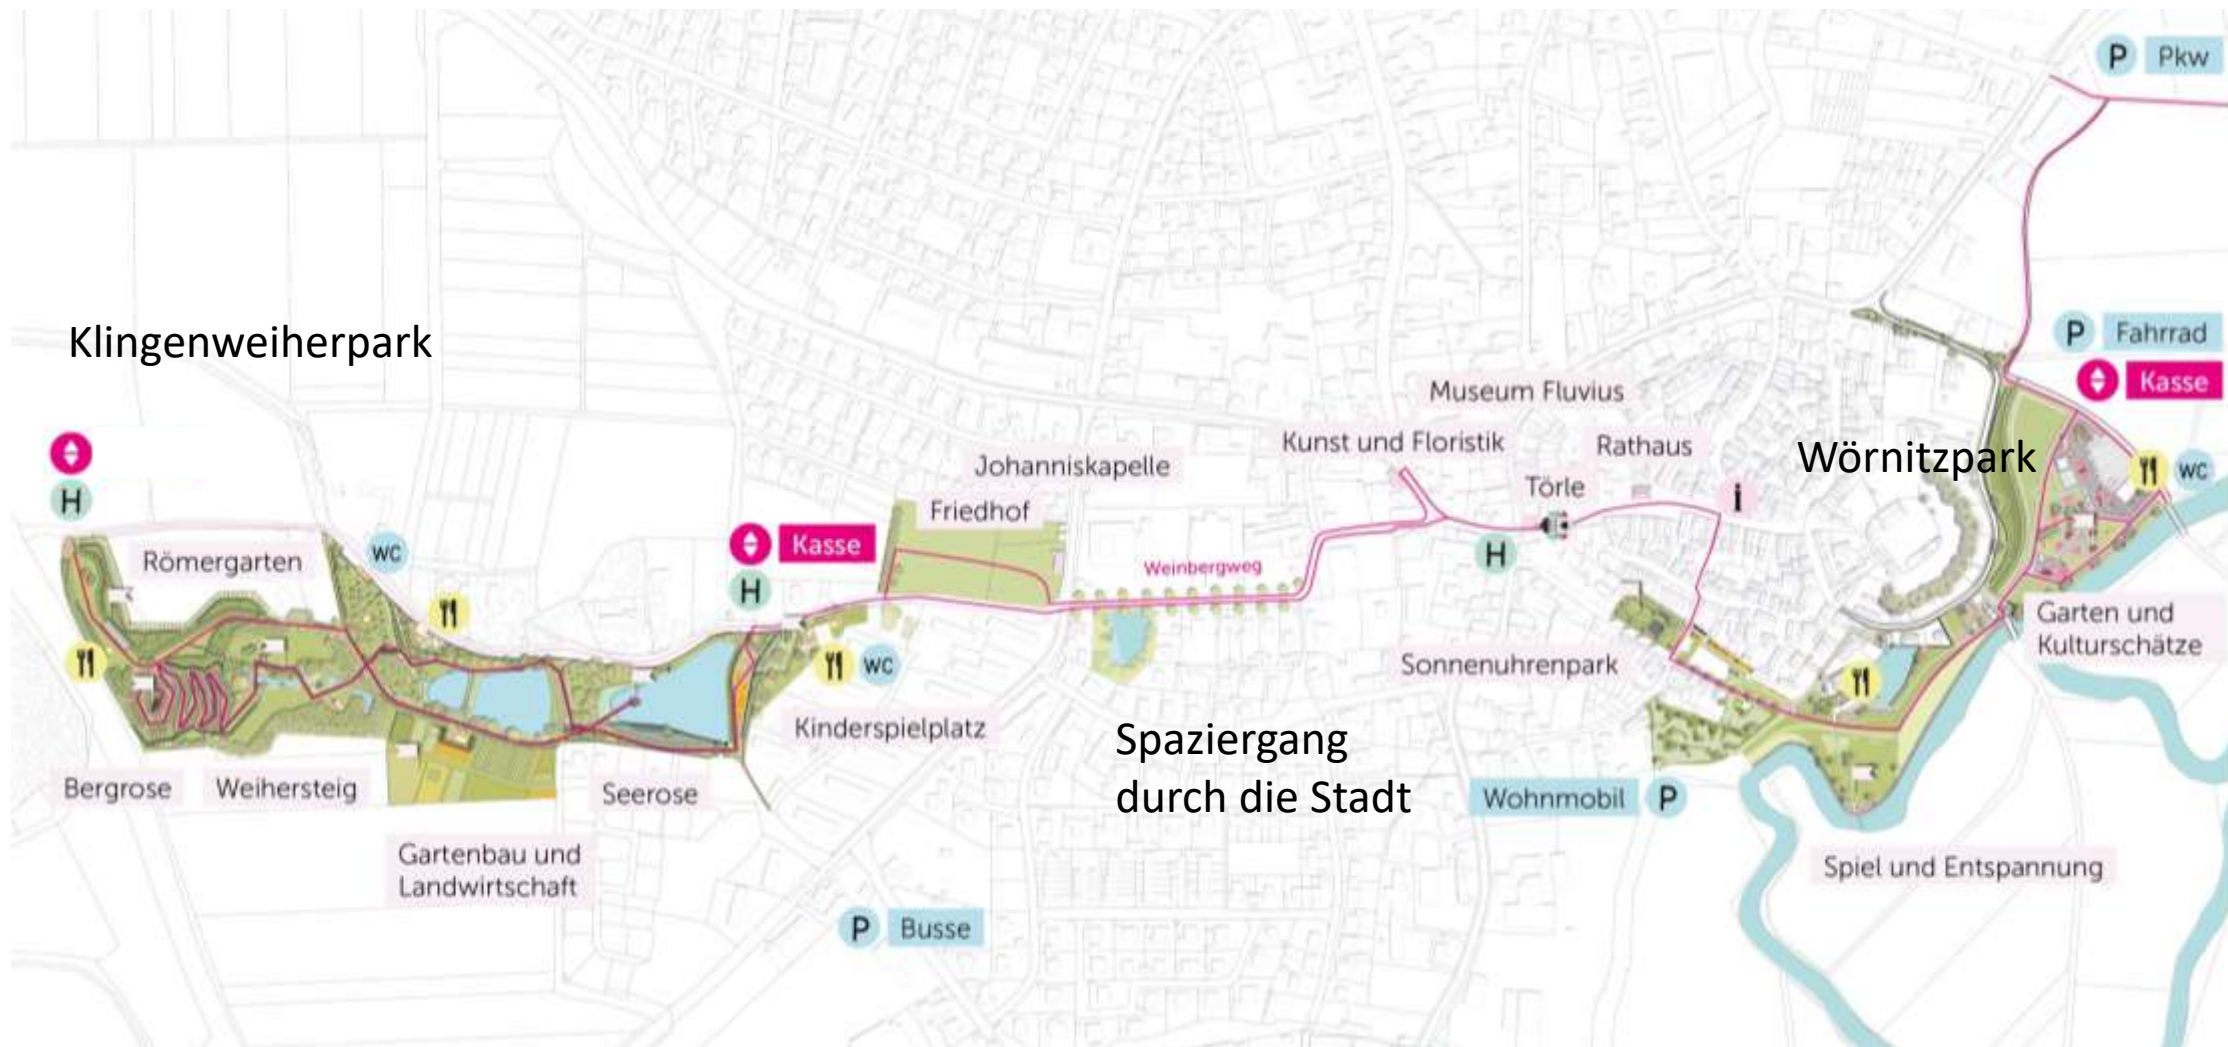 P Pkw
Klingenweiherpark
P Fahrrad
Kasse
Museum Fluvius
Kunst und Floristik
Rathaus
Johanniskapelle
Wörnitzpark
WC
H
Friedhof
Törle
i
Kasse
H
H
Römergarten
WC
Weinbergweg
Garten und
Kulturschätze
Sonnenuhrenpark
WC
Kinderspielplatz
Spaziergang
durch die Stadt
Bergrose
Weihersteig
Seerose
Wohnmobil P
Gartenbau und
Landwirtschaft
Spiel und Entspannung
P Busse